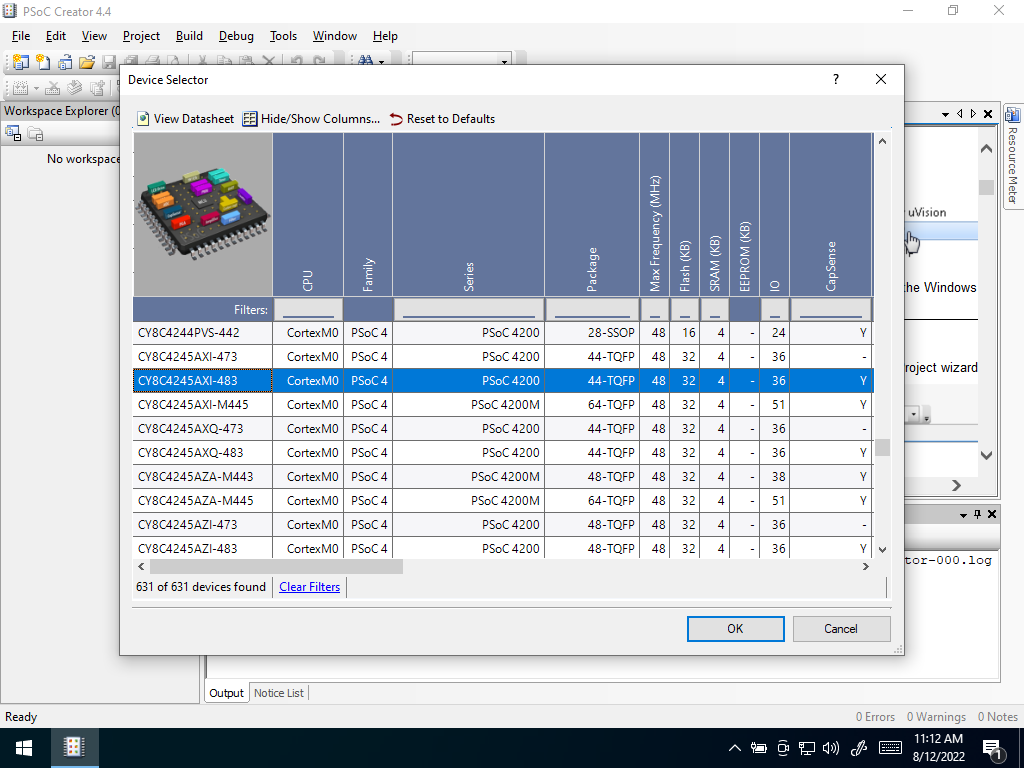 PSoC Creator 4.4
File Edit View Project Build Debug Tools Window Help
Device Selector
?
Workspace Explorer (0
View Datasheet Hide/Show Columns... Reset to Defaults
No workspace
Resource Meter
CPU Family Series Package Max Frequency (MHz) Flash (KB) SRAM (KB) EEPROM (KB) IO CapSense
uVision
the Windows
Filters:
CY8C4244PVS-442 CortexM0 PSoC 4 PSoC 4200 28-SSOP 48 16 4 - 24 Y
CY8C4245AXI-473 CortexM0 PSoC 4 PSoC 4200 44-TQFP 48 32 4 - 36 -
roject wizard
CY8C4245AXI-483 CortexM0 PSoC 4 PSoC 4200 44-TQFP 48 32 4 - 36 Y
CY8C4245AXI-M445 CortexM0 PSoC 4 PSoC 4200M 64-TQFP 48 32 4 - 51 Y
CY8C4245AXQ-473 CortexM0 PSoC 4 PSoC 4200 44-TQFP 48 32 4 - 36 -
CY8C4245AXQ-483 CortexM0 PSoC 4 PSoC 4200 44-TQFP 48 32 4 - 36 Y
CY8C4245AZA-M443 CortexM0 PSoC 4 PSoC 4200M 48-TQFP 48 32 4 - 38 Y
CY8C4245AZA-M445 CortexM0 PSoC 4 PSoC 4200M 64-TQFP 48 32 4 - 51 Y
CY8C4245AZI-473 CortexM0 PSoC 4 PSoC 4200 48-TQFP 48 32 4 - 36 -
CY8C4245AZI-483 CortexM0 PSoC 4 PSoC 4200 48-TQFP 48 32 4 - 36 Y
tor-000.log
631 of 631 devices found Clear Filters
OK Cancel
Output Notice List
Ready 0 Errors 0 Warnings 0 Notes
11:12 AM
8/12/2022
1